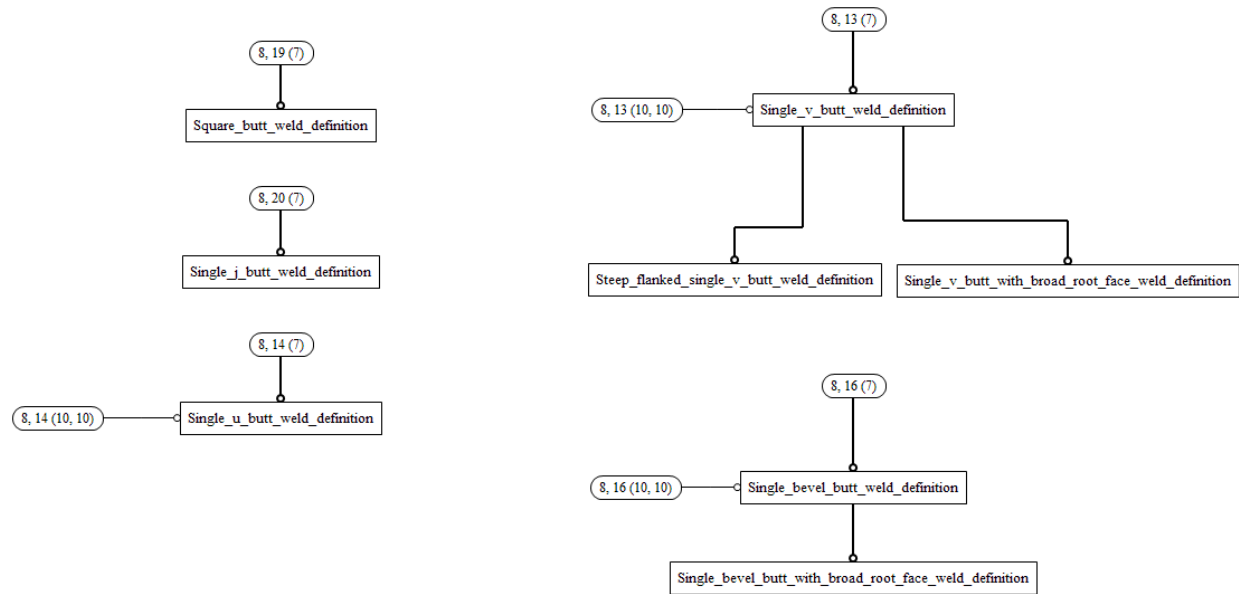 8, 19 (7)
Square_butt_weld_definition
8, 20 (7)
Single_j_butt_weld_definition
8, 14 (7)
8, 14 (10, 10)
Single_u_butt_weld_definition
8, 13 (7)
8, 13 (10, 10)
Single_v_butt_weld_definition
Steep_flanked_single_v_butt_weld_definition
Single_v_butt_with_broad_root_face_weld_definition
8, 16 (7)
8, 16 (10, 10)
Single_bevel_butt_weld_definition
Single_bevel_butt_with_broad_root_face_weld_definition